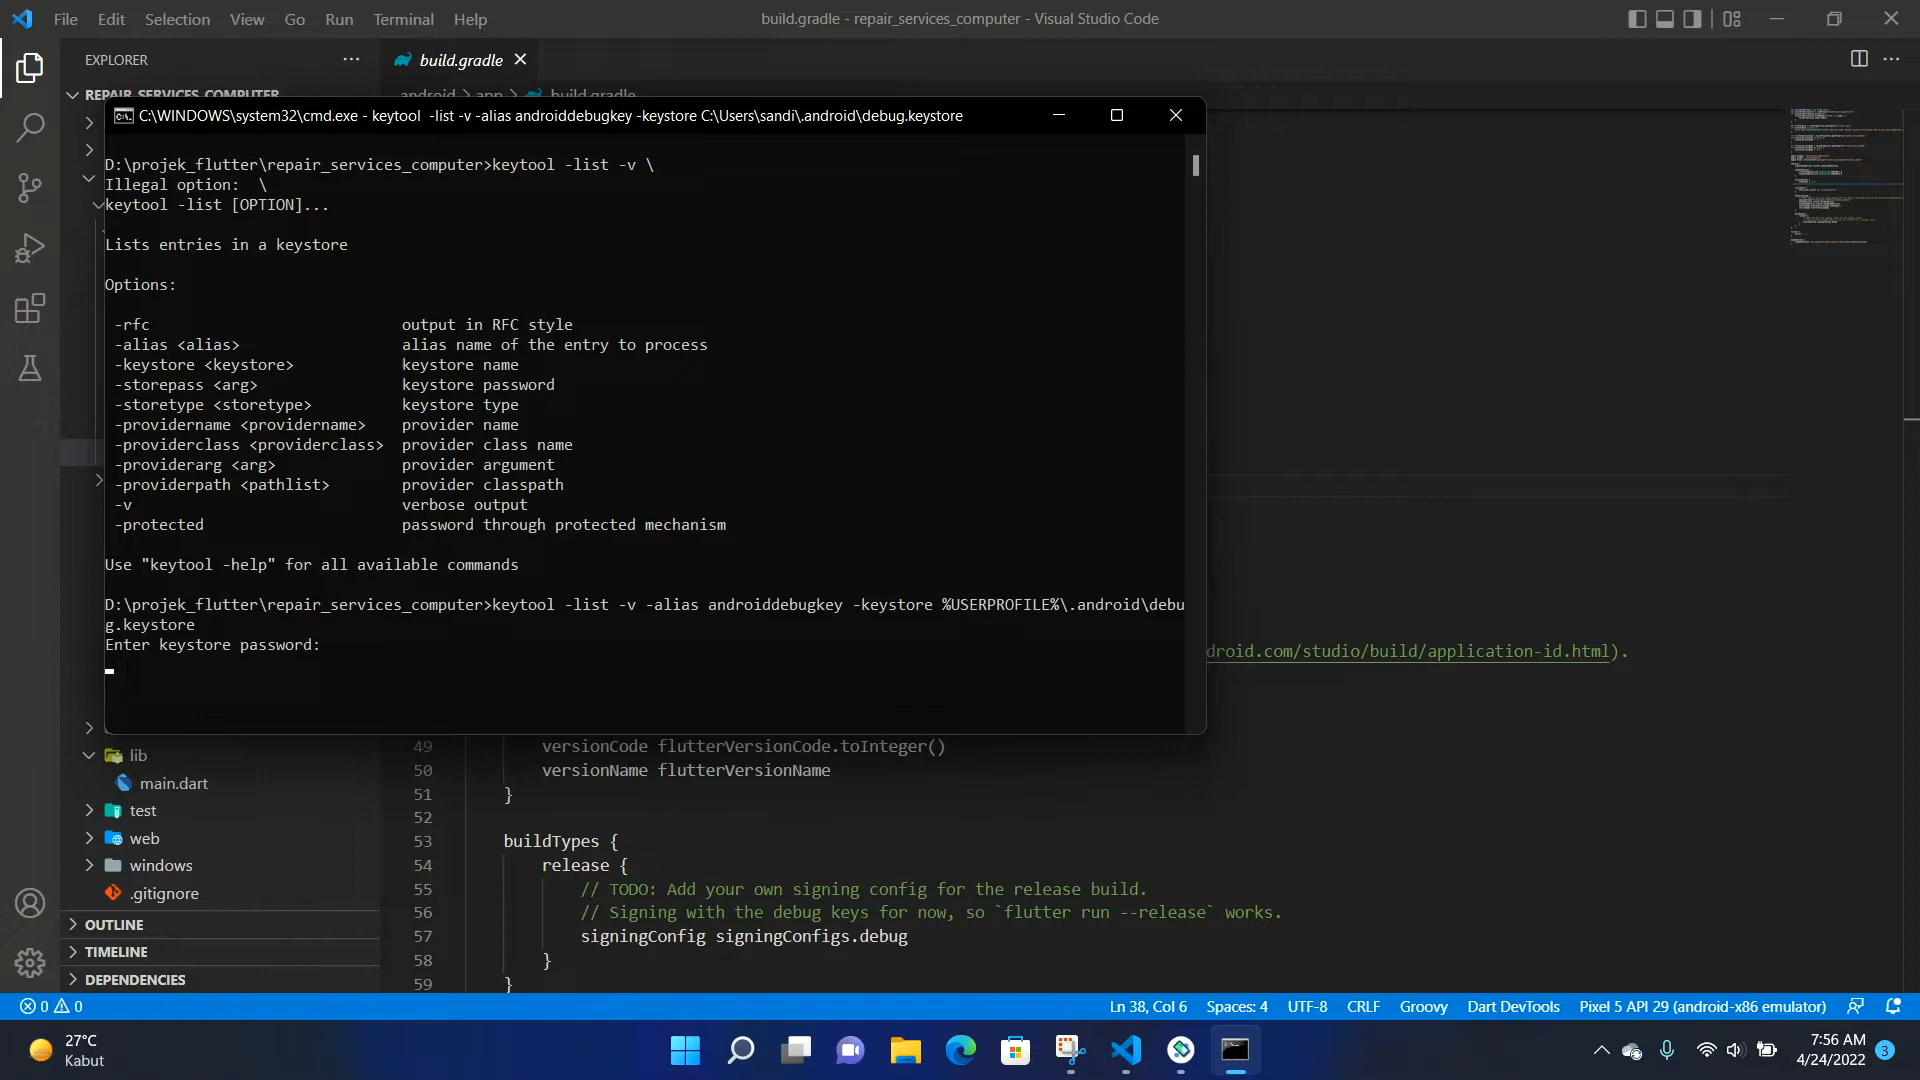 File Edit Selection View Go Run Terminal Help
build.gradle - repair_services_computer - Visual Studio Code
EXPLORER
build.gradle
REPAIR_SERVICES_COMPUTER
android > app > build.gradle
C:\WINDOWS\system32\cmd.exe - keytool -list -v -alias androiddebugkey -keystore C:\Users\sandi\.android\debug.keystore
D:\projek_flutter\repair_services_computer>keytool -list -v \
Illegal option:  \
keytool -list [OPTION]...
Lists entries in a keystore
Options:
-rfc output in RFC style
-alias <alias> alias name of the entry to process
-keystore <keystore> keystore name
-storepass <arg> keystore password
-storetype <storetype> keystore type
-providername <providername> provider name
-providerclass <providerclass> provider class name
-providerarg <arg> provider argument
-providerpath <pathlist> provider classpath
-v verbose output
-protected password through protected mechanism
Use "keytool -help" for all available commands
D:\projek_flutter\repair_services_computer>keytool -list -v -alias androiddebugkey -keystore %USERPROFILE%\.android\debu
g.keystore
Enter keystore password:
droid.com/studio/build/application-id.html).
lib
main.dart
test
web
windows
.gitignore
OUTLINE
TIMELINE
DEPENDENCIES
49 versionCode flutterVersionCode.toInteger()
50 versionName flutterVersionName
51 }
52
53 buildTypes {
54 release {
55 // TODO: Add your own signing config for the release build.
56 // Signing with the debug keys for now, so `flutter run --release` works.
57 signingConfig signingConfigs.debug
58 }
59 }
0 0
Ln 38, Col 6 Spaces: 4 UTF-8 CRLF Groovy Dart DevTools Pixel 5 API 29 (android-x86 emulator)
27°C
Kabut
7:56 AM
4/24/2022
3